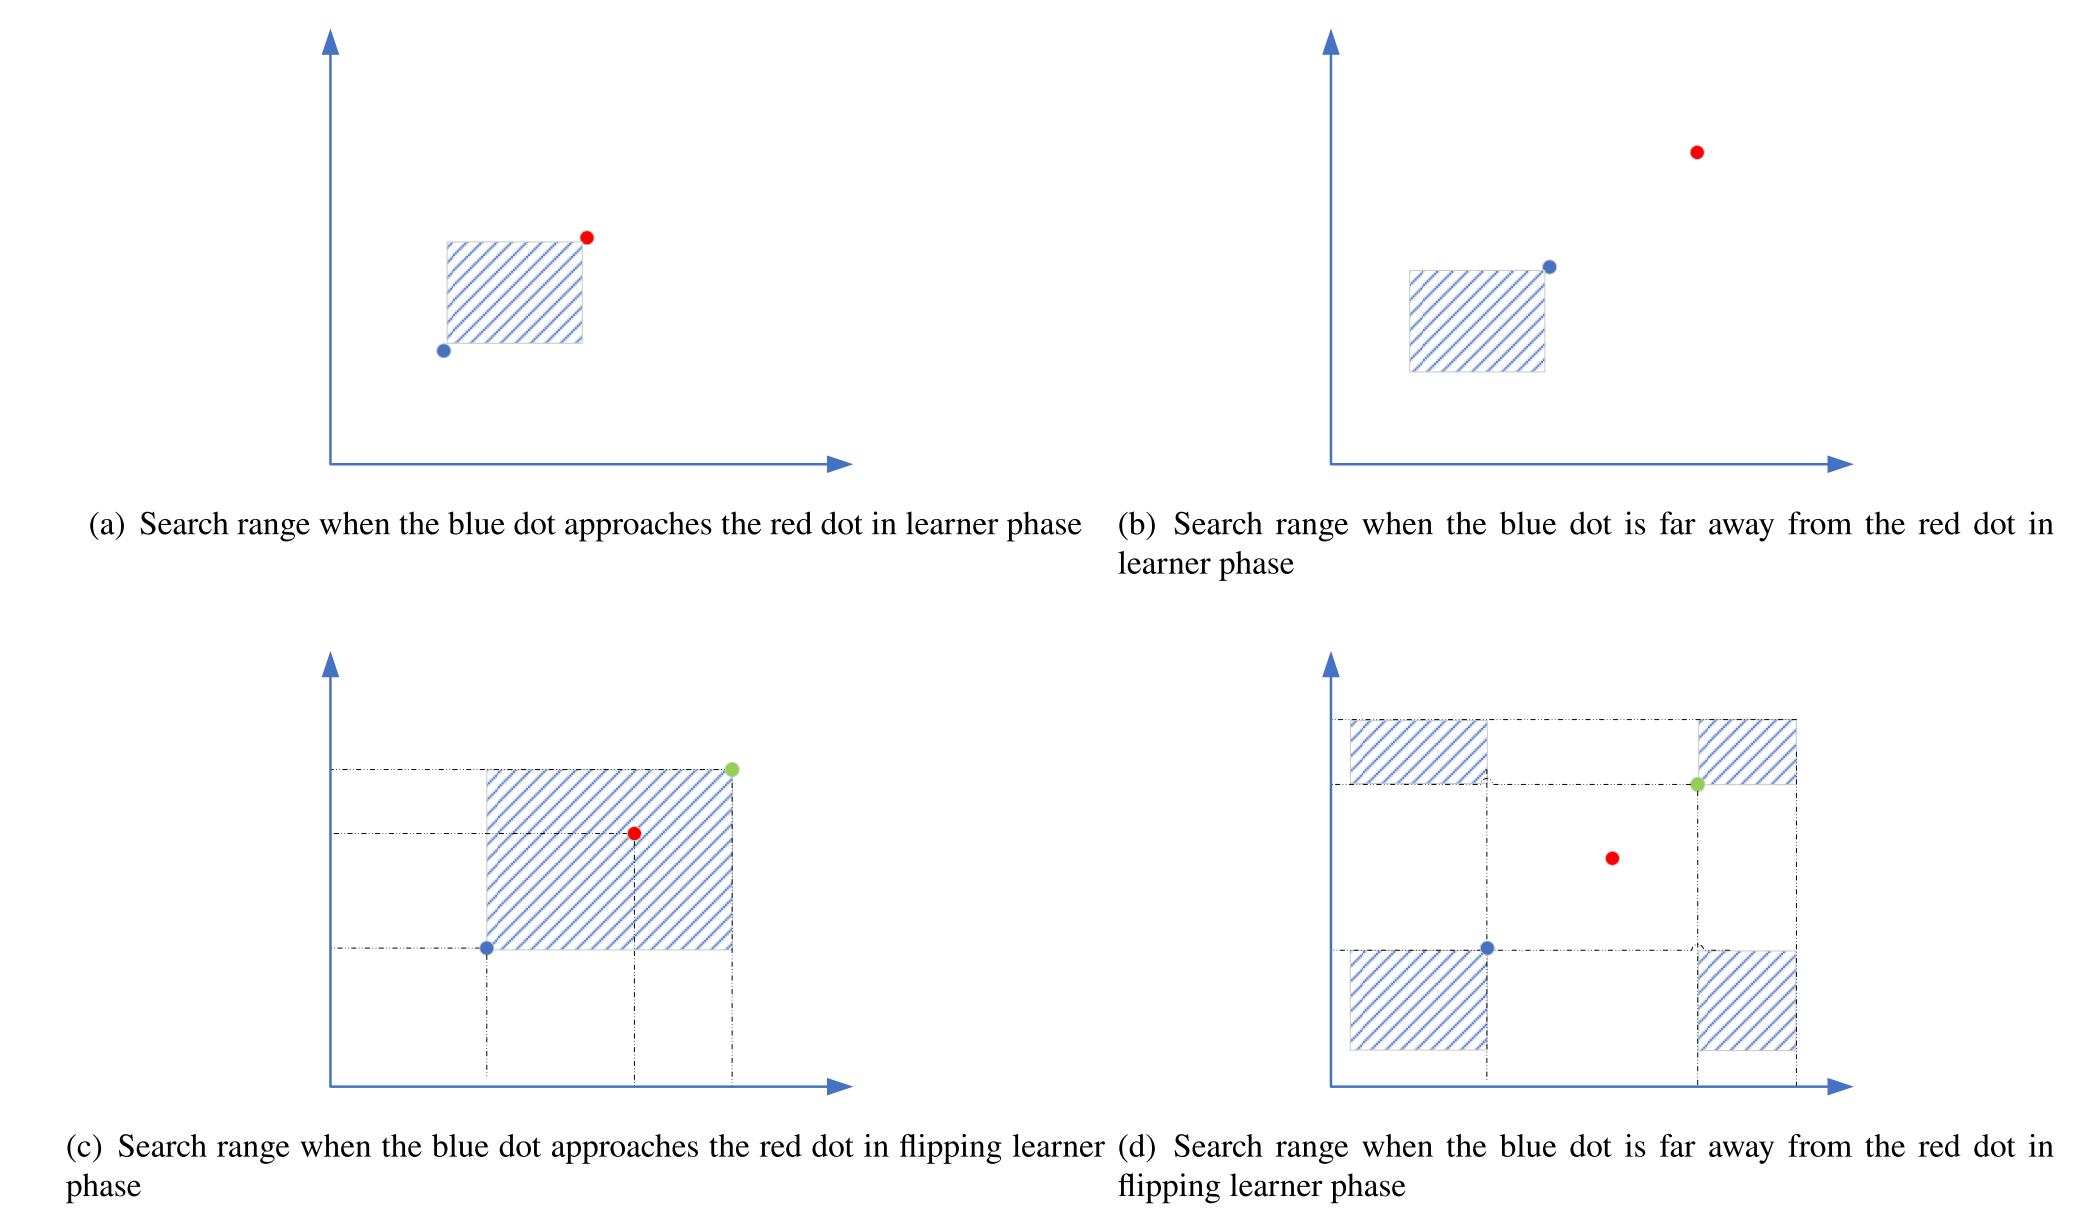 (a) Search range when the blue dot approaches the red dot in learner phase
(b) Search range when the blue dot is far away from the red dot in
learner phase
(c) Search range when the blue dot approaches the red dot in flipping learner
phase
(d) Search range when the blue dot is far away from the red dot in
flipping learner phase